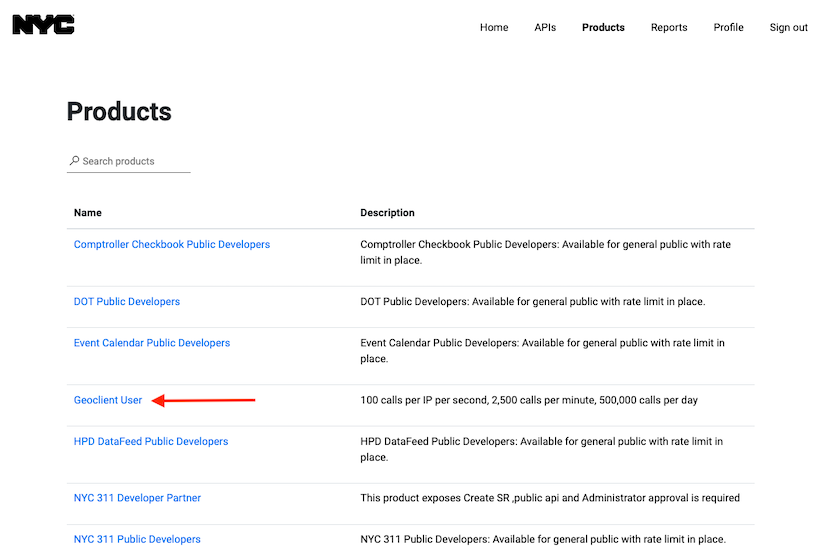 NYC
Home APIs Products Reports Profile Sign out
Products
Search products
Name Description
Comptroller Checkbook Public Developers Comptroller Checkbook Public Developers: Available for general public with rate
limit in place.
DOT Public Developers DOT Public Developers: Available for general public with rate limit in place.
Event Calendar Public Developers Event Calendar Public Developers: Available for general public with rate limit in
place.
Geoclient User 100 calls per IP per second, 2,500 calls per minute, 500,000 calls per day
HPD DataFeed Public Developers HPD DataFeed Public Developers: Available for general public with rate limit in
place.
NYC 311 Developer Partner This product exposes Create SR ,public api and Administrator approval is required
NYC 311 Public Developers NYC 311 Public Developers: Available for general public with rate limit in place.